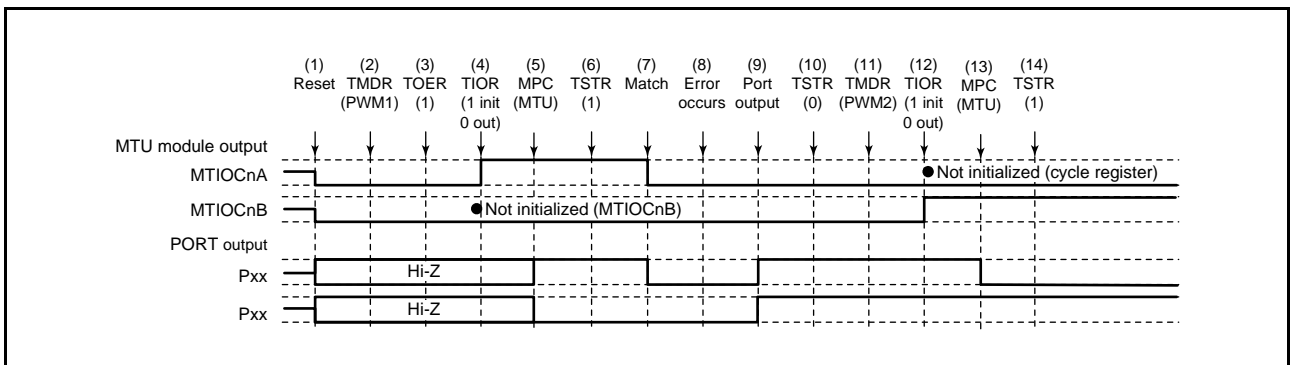 (1) (2) (3) (4) (5) (6) (7) (8) (9) (10) (11) (12) (13) (14)
Reset TMDR TOER TIOR MPC TSTR Match Error Port TSTR TMDR TIOR MPC TSTR
(PWM1) (1) (1 init (MTU) (1) occurs output (0) (PWM2) (1 init (MTU) (1)
0 out) 0 out)
MTU module output
MTIOCnA ●Not initialized (cycle register)
MTIOCnB ●Not initialized (MTIOCnB)
PORT output
Pxx Hi-Z
Pxx Hi-Z